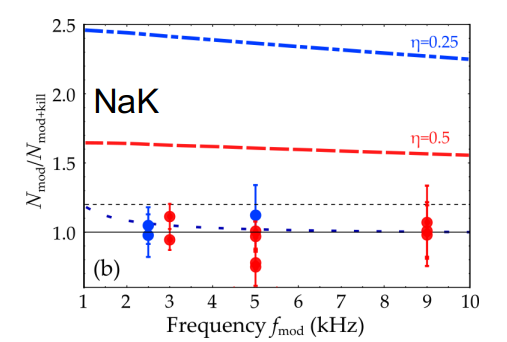 2.5
η=0.25
2.0
NaK
η=0.5
1.5
1.0
(b)
N_mod/N_mod+kill
1 2 3 4 5 6 7 8 9 10
Frequency f_mod (kHz)